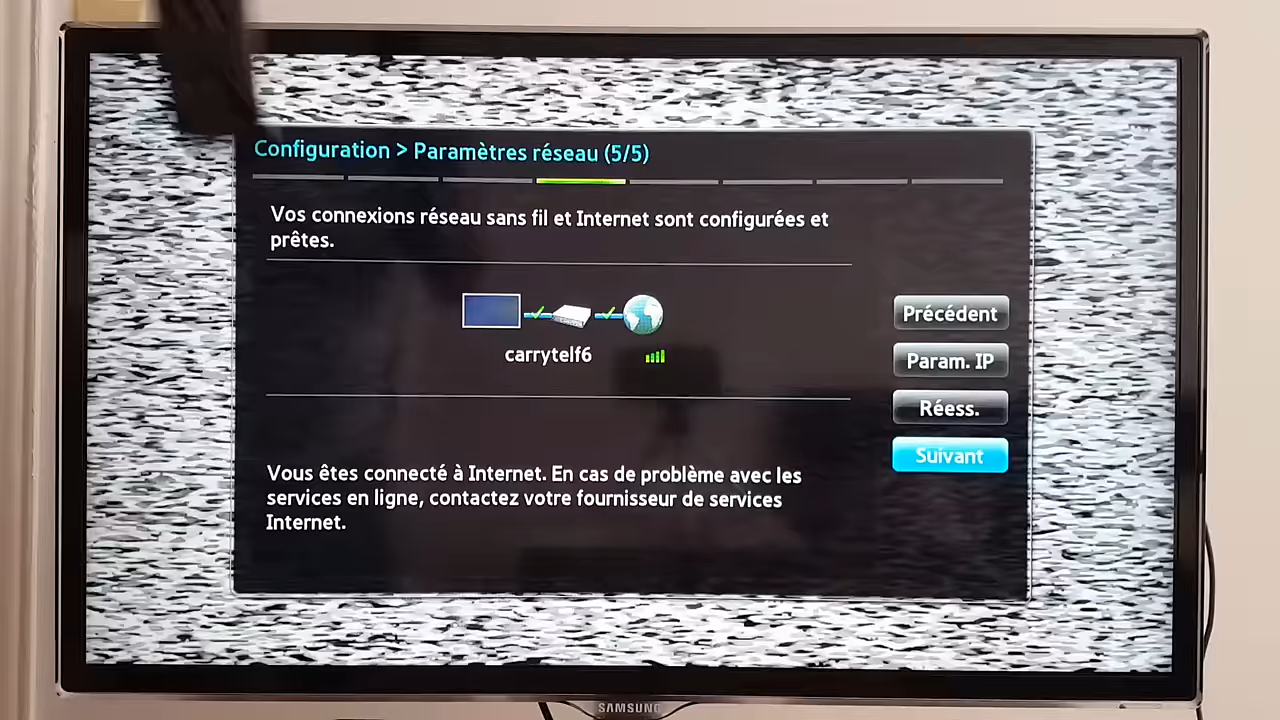 Configuration > Paramètres réseau (5/5)
Vos connexions réseau sans fil et Internet sont configurées et
prêtes.
carrytelf6
Précédent
Param. IP
Réess.
Suivant
Vous êtes connecté à Internet. En cas de problème avec les
services en ligne, contactez votre fournisseur de services
Internet.
SAMSUNG